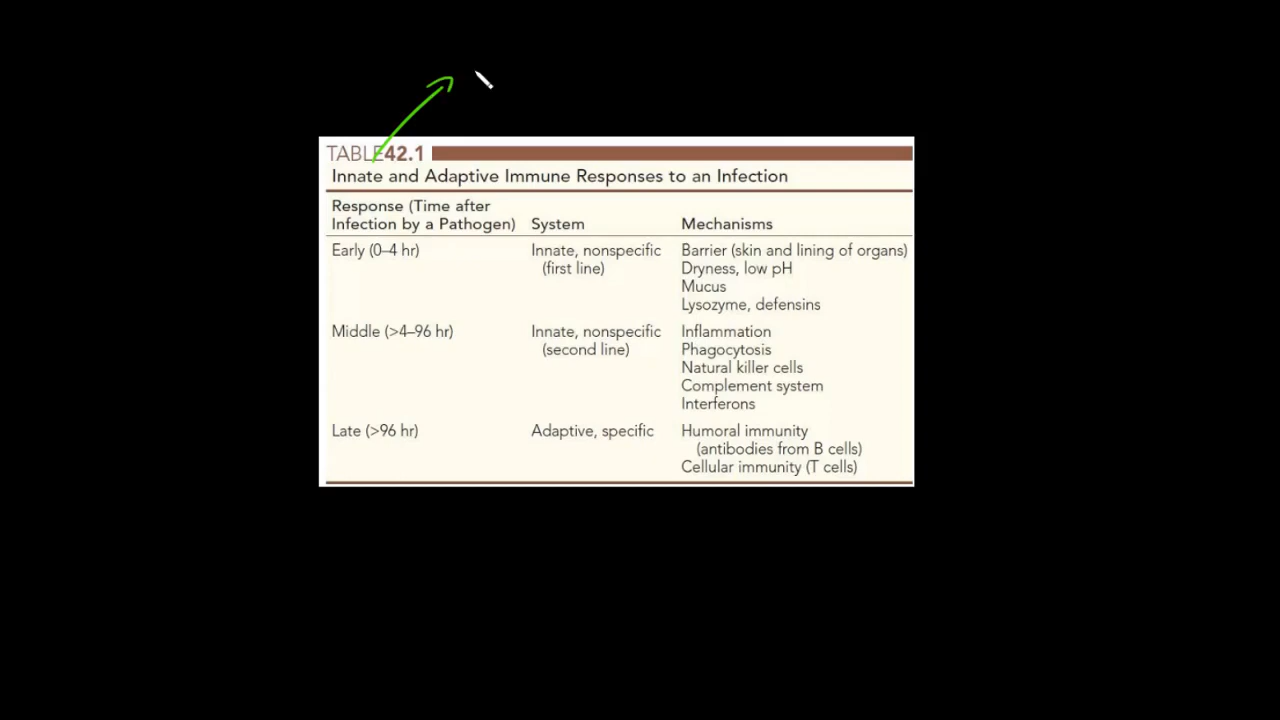 TABLE 42.1
Innate and Adaptive Immune Responses to an Infection
Response (Time after
Infection by a Pathogen) System Mechanisms
Early (0–4 hr) Innate, nonspecific Barrier (skin and lining of organs)
(first line) Dryness, low pH
Mucus
Lysozyme, defensins
Middle (>4–96 hr) Innate, nonspecific Inflammation
(second line) Phagocytosis
Natural killer cells
Complement system
Interferons
Late (>96 hr) Adaptive, specific Humoral immunity
(antibodies from B cells)
Cellular immunity (T cells)